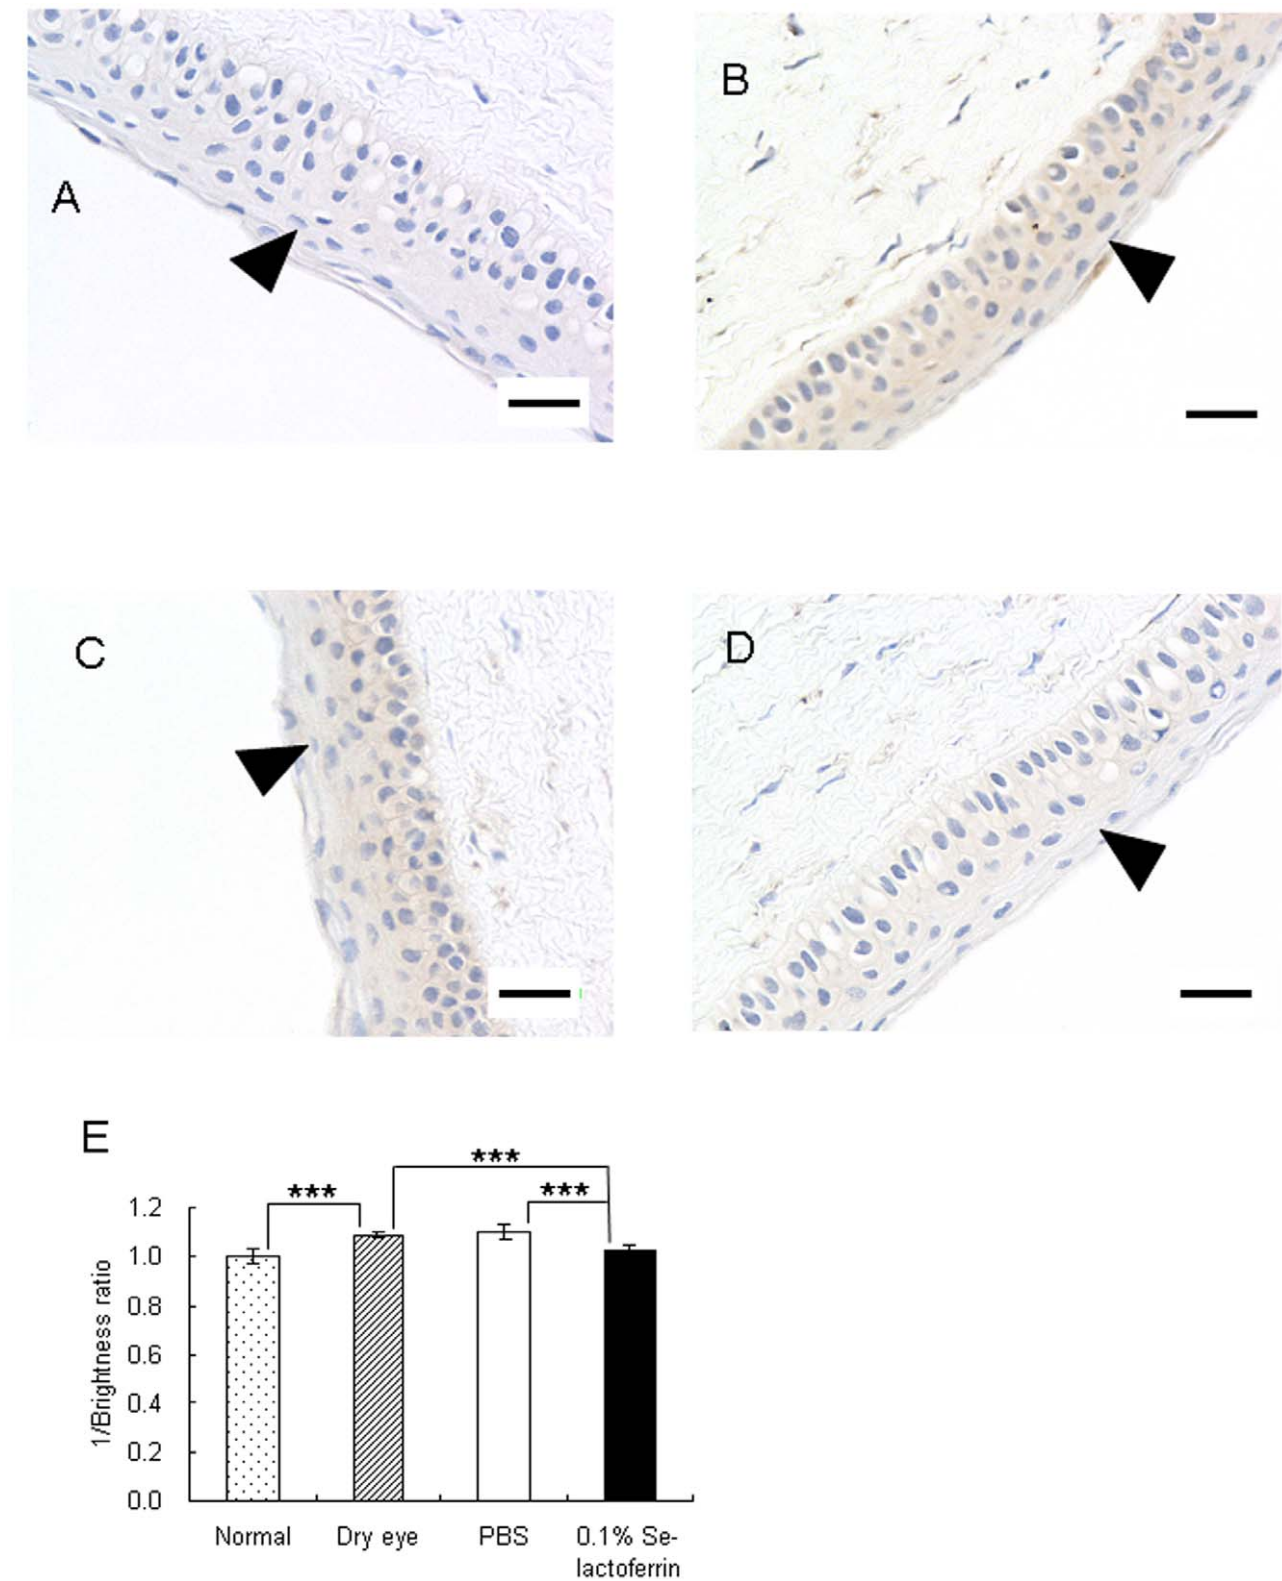 A
B
C
D
E
***
***
***
1.2
1.0
0.8
0.6
0.4
0.2
0.0
1/Brightness ratio
Normal
Dry eye
PBS
0.1% Se-
lactoferrin